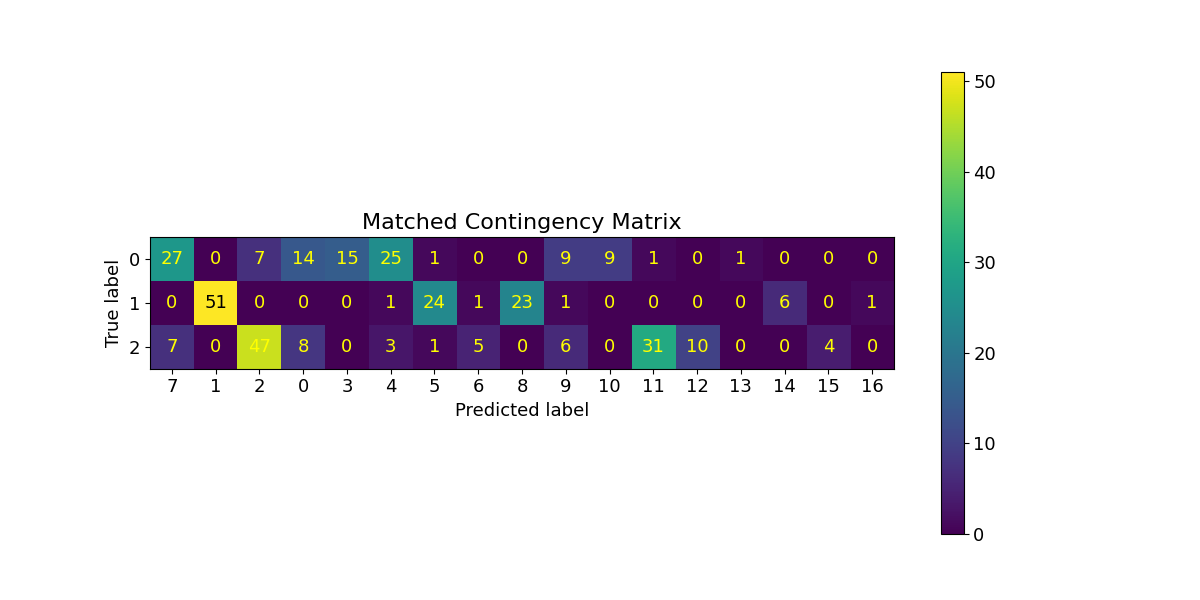 Matched Contingency Matrix
True label
0 27 0 7 14 15 25 1 0 0 9 9 1 0 1 0 0 0
1 0 51 0 0 0 1 24 1 23 1 0 0 0 0 6 0 1
2 7 0 47 8 0 3 1 5 0 6 0 31 10 0 0 4 0
7 1 2 0 3 4 5 6 8 9 10 11 12 13 14 15 16
Predicted label
50
40
30
20
10
0